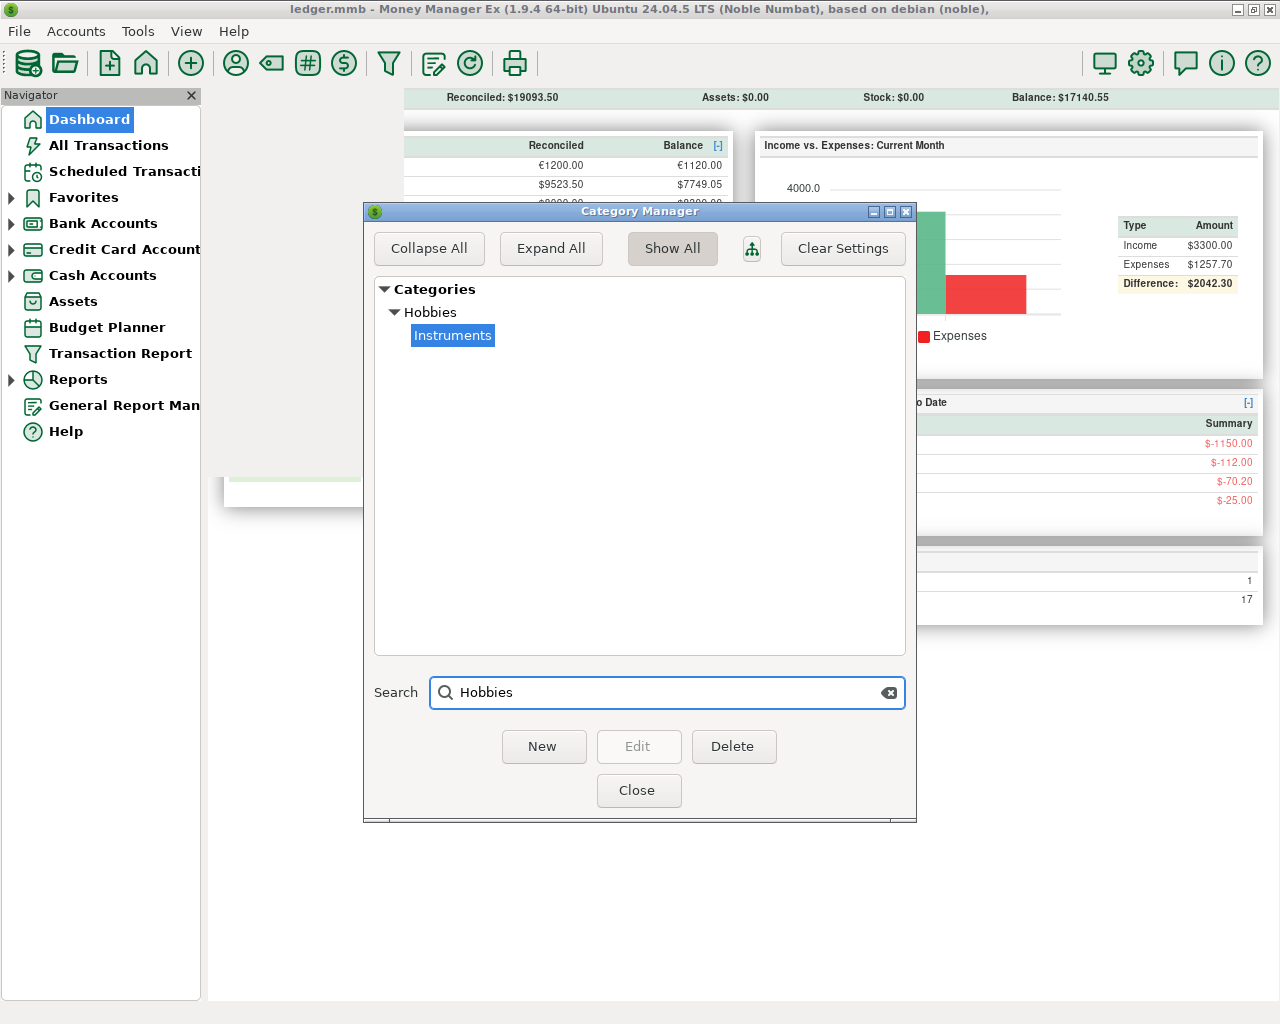 ledger.mmb - Money Manager Ex (1.9.4 64-bit) Ubuntu 24.04.5 LTS (Noble Numbat), based on debian (noble),
File Accounts Tools View Help
Navigator
Dashboard
All Transactions
Scheduled Transacti
Favorites
Bank Accounts
Credit Card Account
Cash Accounts
Assets
Budget Planner
Transaction Report
Reports
General Report Man
Help
Reconciled: $19093.50 Assets: $0.00 Stock: $0.00 Balance: $17140.55
Reconciled Balance [-]
€1200.00 €1120.00
$9523.50 $7749.05
Income vs. Expenses: Current Month
4000.0
Expenses
Type Amount
Income $3300.00
Expenses $1257.70
Difference: $2042.30
o Date [-]
Summary
$-1150.00
$-112.00
$-70.20
$-25.00
1
17
Category Manager
Collapse All Expand All Show All Clear Settings
Categories
Hobbies
Instruments
Search Hobbies
New Edit Delete
Close